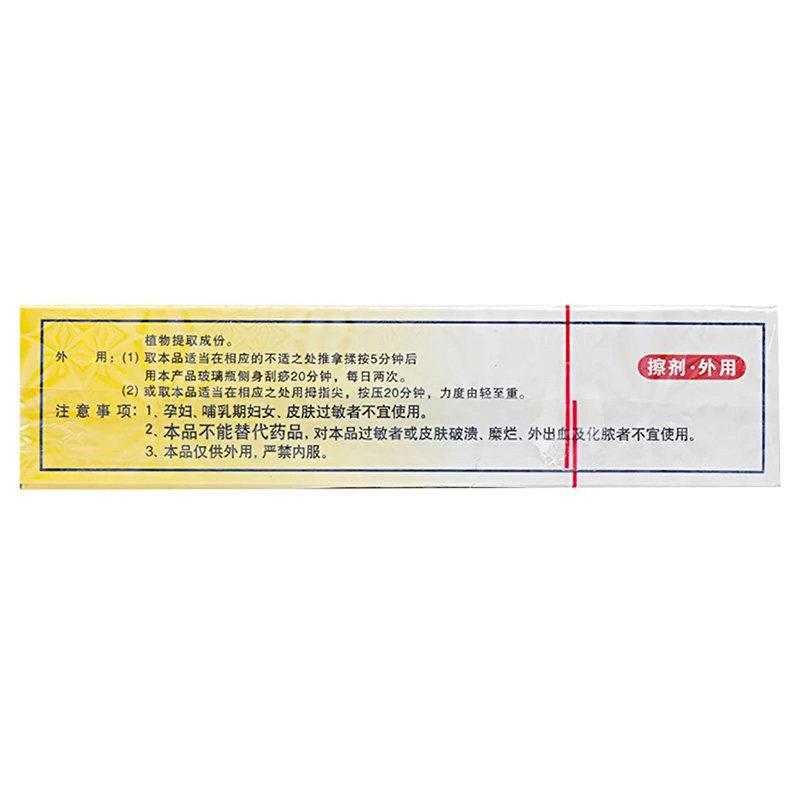 植物提取成份。
外 用：(1) 取本品适当在相应的不适之处推拿揉按5分钟后
用本产品玻璃瓶侧身刮痧20分钟，每日两次。
(2) 或取本品适当在相应之处用拇指尖，按压20分钟，力度由轻至重。
注意事项：1、孕妇、哺乳期妇女、皮肤过敏者不宜使用。
2、本品不能替代药品，对本品过敏者或皮肤破溃、糜烂、外出血及化脓者不宜使用。
3、本品仅供外用，严禁内服。
擦剂·外用